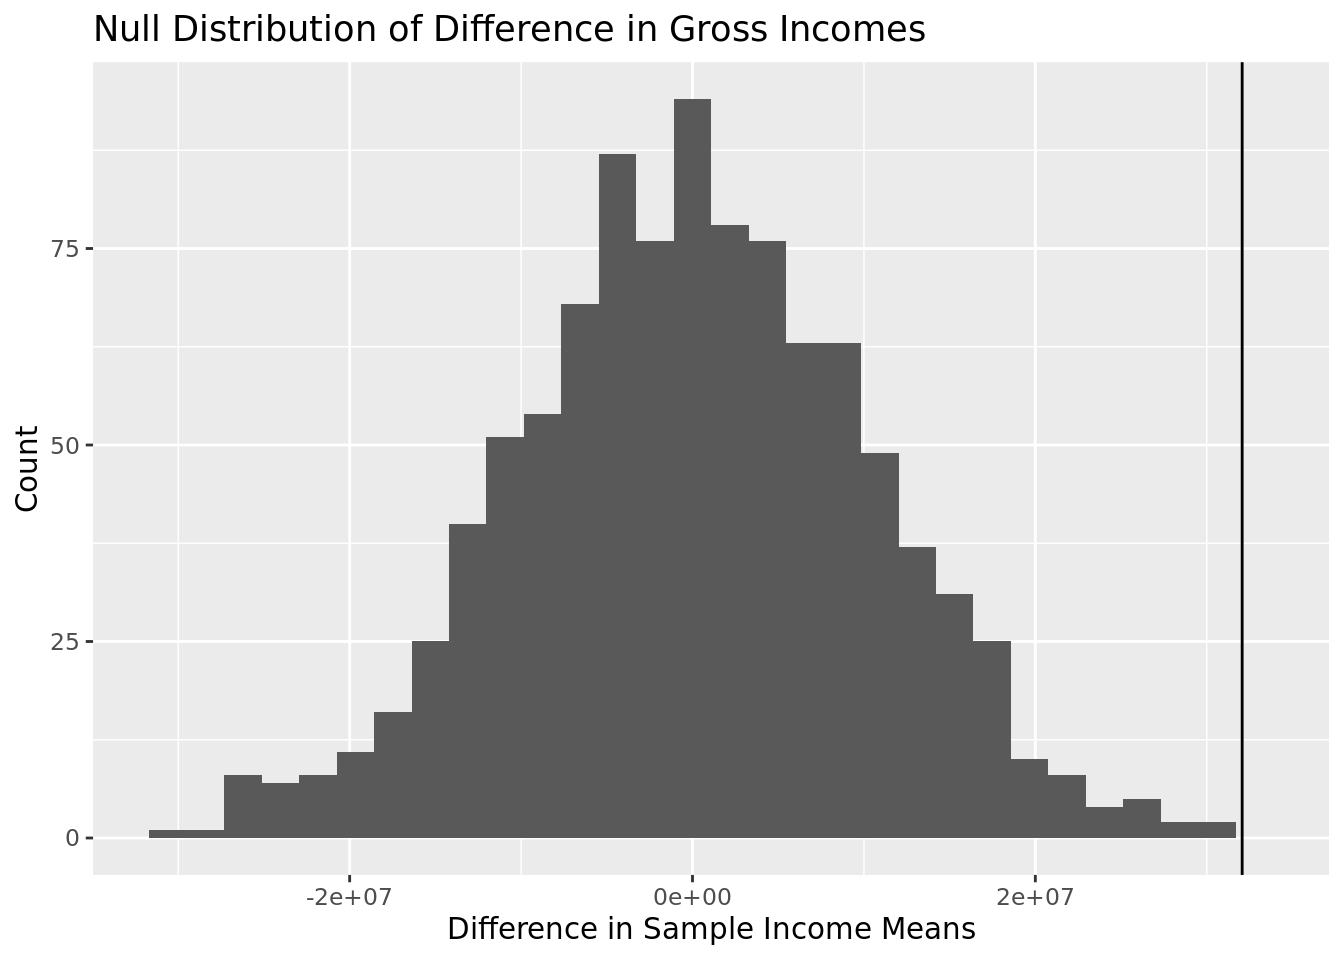 Null Distribution of Difference in Gross Incomes
Count
75
50
25
0
-2e+07
0e+00
2e+07
Difference in Sample Income Means